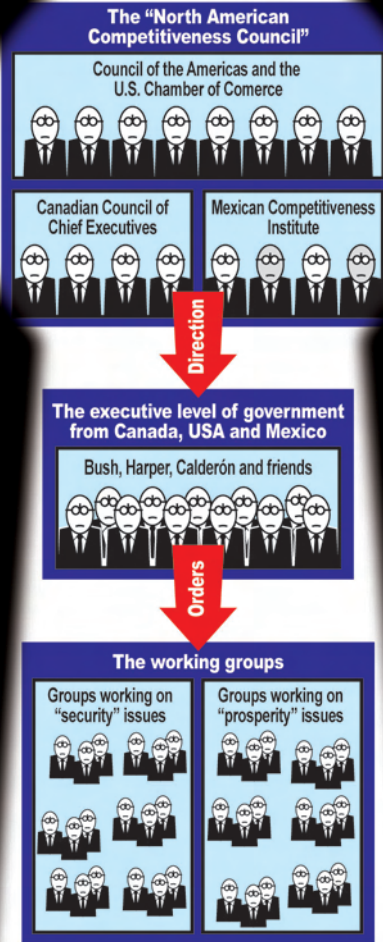 The “North American
Competitiveness Council”
Council of the Americas and the
U.S. Chamber of Comerce
Canadian Council of
Chief Executives
Mexican Competitiveness
Institute
Direction
The executive level of government
from Canada, USA and Mexico
Bush, Harper, Calderón and friends
Orders
The working groups
Groups working on
“security” issues
Groups working on
“prosperity” issues